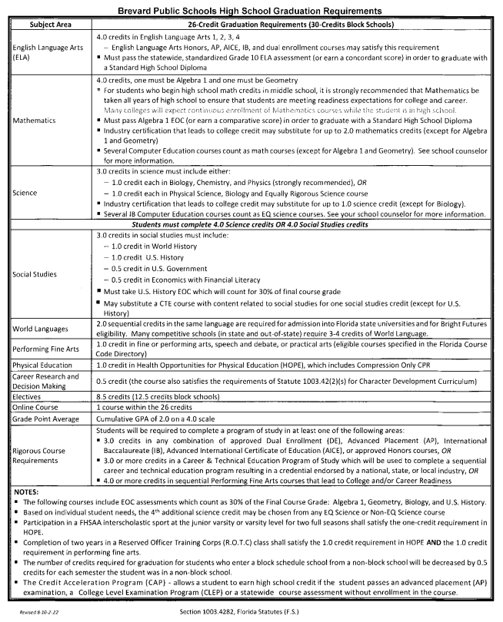 Brevard Public Schools High School Graduation Requirements
Subject Area
26-Credit Graduation Requirements (30-Credits Block Schools)
English Language Arts
(ELA)
4.0 credits in English Language Arts 1, 2, 3, 4
– English Language Arts Honors, AP, AICE, IB, and dual enrollment courses may satisfy this requirement
▪ Must pass the statewide, standardized Grade 10 ELA assessment (or earn a concordant score) in order to graduate with
a Standard High School Diploma
Mathematics
4.0 credits, one must be Algebra 1 and one must be Geometry
▪ For students who begin high school math credits in middle school, it is strongly recommended that Mathematics be
taken all years of high school to ensure that students are meeting readiness expectations for college and career.
Many colleges will expect continuous enrollment of Mathematics courses while the student is in high school.
▪ Must pass Algebra 1 EOC (or earn a comparative score) in order to graduate with a Standard High School Diploma
▪ Industry certification that leads to college credit may substitute for up to 2.0 mathematics credits (except for Algebra
1 and Geometry)
▪ Several Computer Education courses count as math courses (except for Algebra 1 and Geometry). See school counselor
for more information.
Science
3.0 credits in science must include either:
– 1.0 credit each in Biology, Chemistry, and Physics (strongly recommended), OR
– 1.0 credit each in Physical Science, Biology and Equally Rigorous Science course
▪ Industry certification that leads to college credit may substitute for up to 1.0 science credit (except for Biology).
▪ Several IB Computer Education courses count as EQ science courses. See your school counselor for more information.
Students must complete 4.0 Science credits OR 4.0 Social Studies credits
Social Studies
3.0 credits in social studies must include:
– 1.0 credit in World History
– 1.0 credit U.S. History
– 0.5 credit in U.S. Government
– 0.5 credit in Economics with Financial Literacy
▪ Must take U.S. History EOC which will count for 30% of final course grade
▪ May substitute a CTE course with content related to social studies for one social studies credit (except for U.S.
History)
World Languages
2.0 sequential credits in the same language are required for admission into Florida state universities and for Bright Futures
eligibility. Many competitive schools (in state and out-of-state) require 3-4 credits of World Language.
Performing Fine Arts
1.0 credit in fine or performing arts, speech and debate, or practical arts (eligible courses specified in the Florida Course
Code Directory)
Physical Education
1.0 credit in Health Opportunities for Physical Education (HOPE), which includes Compression Only CPR
Career Research and
Decision Making
0.5 credit (the course also satisfies the requirements of Statute 1003.42(2)(s) for Character Development Curriculum)
Electives
8.5 credits (12.5 credits block schools)
Online Course
1 course within the 26 credits
Grade Point Average
Cumulative GPA of 2.0 on a 4.0 scale
Rigorous Course
Requirements
Students will be required to complete a program of study in at least one of the following areas:
▪ 3.0 credits in any combination of approved Dual Enrollment (DE), Advanced Placement (AP), International
Baccalaureate (IB), Advanced International Certificate of Education (AICE), or approved Honors courses, OR
▪ 3.0 or more credits in a Career & Technical Education Program of Study which will be used to complete a sequential
career and technical education program resulting in a credential endorsed by a national, state, or local industry, OR
▪ 4.0 or more credits in sequential Performing Fine Arts courses that lead to College and/or Career Readiness
NOTES:
▪ The following courses include EOC assessments which count as 30% of the Final Course Grade: Algebra 1, Geometry, Biology, and U.S. History.
▪ Based on individual student needs, the 4th additional science credit may be chosen from any EQ Science or Non-EQ Science course
▪ Participation in a FHSAA interscholastic sport at the junior varsity or varsity level for two full seasons shall satisfy the one-credit requirement in
HOPE.
▪ Completion of two years in a Reserved Officer Training Corps (R.O.T.C) class shall satisfy the 1.0 credit requirement in HOPE AND the 1.0 credit
requirement in performing fine arts.
▪ The number of credits required for graduation for students who enter a block schedule school from a non-block school will be decreased by 0.5
credits for each semester the student was in a non-block school.
▪ The Credit Acceleration Program (CAP) - allows a student to earn high school credit if the student passes an advanced placement (AP)
examination, a College Level Examination Program (CLEP) or a statewide course assessment without enrollment in the course.
Revised 8-10-2-22
Section 1003.4282, Florida Statutes (F.S.)